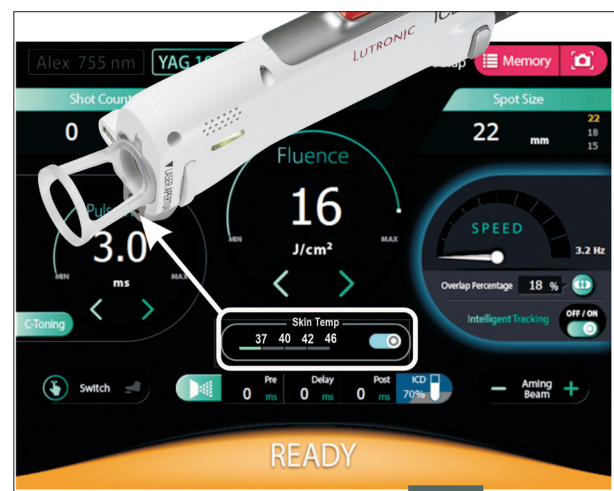 LUTRONIC
Alex 755 nm
YAG
Memory
Shot Count
0
Spot Size
22 mm
22
18
15
Fluence
16
J/cm²
MIN
MAX
3.0
ms
MIN
MAX
SPEED
3.2 Hz
Overlap Percentage 18 %
Intelligent Tracking
OFF / ON
C-Toning
Skin Temp
37 40 42 46
Switch
Pre
0 ms
Delay
0 ms
Post
0 ms
ICD
70%
Aming
Beam
READY